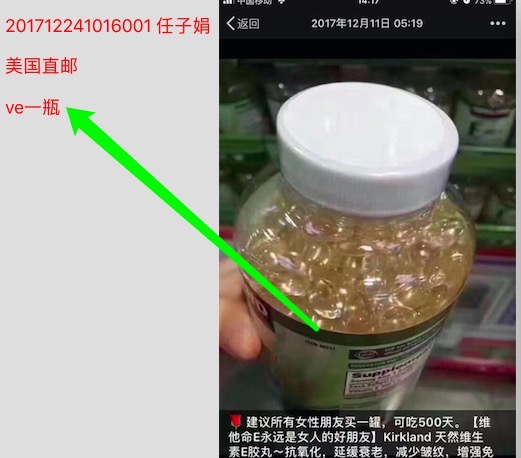 201712241016001 任子娟
美国直邮
ve一瓶
中国移动
14:17
73%
返回
2017年12月11日 05:19
Supplement
建议所有女性朋友买一罐，可吃500天。【维
他命E永远是女人的好朋友】Kirkland 天然维生
素E胶丸～抗氧化，延缓衰老，减少皱纹，增强免